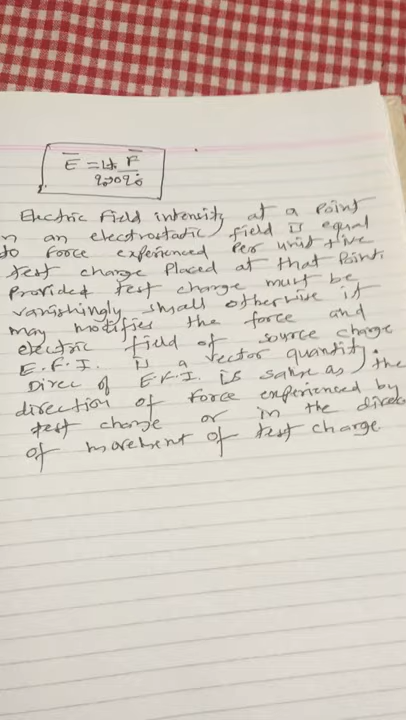 E = Lt F
q₀→0 q₀
Electric Field intensity at a Point
in an electrostatic field is equal
to Force experienced Per unit +ive
test charge Placed at that Point.
Provided test charge must be
vanishingly small otherwise it
may modifies the force and
electric field of source charge
E.F.I. is a vector quantity.
Direc of E.F.I. is same as the
direction of Force experienced by
test charge or in the direc
of movement of test charge